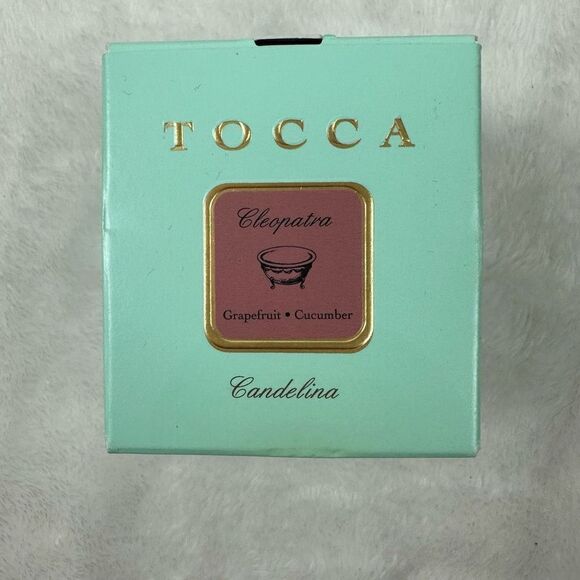 TOCCA
Cleopatra
Grapefruit • Cucumber
Candelina